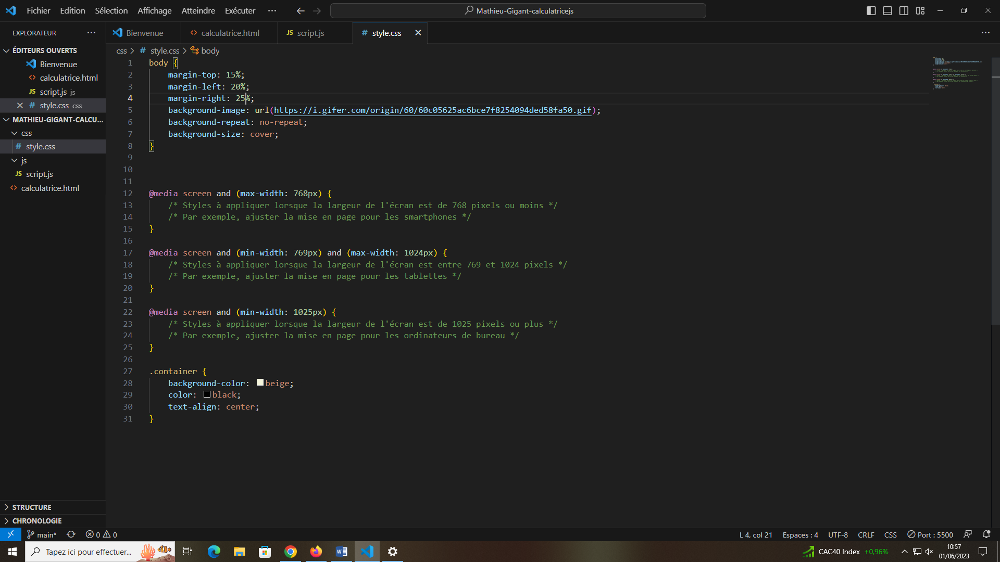 Fichier Edition Sélection Affichage Atteindre Exécuter ··· Mathieu-Gigant-calculatricejs
EXPLORATEUR ···
Bienvenue calculatrice.html JS script.js # style.css
ÉDITEURS OUVERTS
Bienvenue
calculatrice.html
JS script.js js
# style.css css
MATHIEU-GIGANT-CALCU...
css
# style.css
js
JS script.js
calculatrice.html
STRUCTURE
CHRONOLOGIE
css > # style.css > body
1 body {
2 margin-top: 15%;
3 margin-left: 20%;
4 margin-right: 25%;
5 background-image: url(https://i.gifer.com/origin/60/60c05625ac6bce7f8254094ded58fa50.gif);
6 background-repeat: no-repeat;
7 background-size: cover;
8 }
9
10
11
12 @media screen and (max-width: 768px) {
13 /* Styles à appliquer lorsque la largeur de l'écran est de 768 pixels ou moins */
14 /* Par exemple, ajuster la mise en page pour les smartphones */
15 }
16
17 @media screen and (min-width: 769px) and (max-width: 1024px) {
18 /* Styles à appliquer lorsque la largeur de l'écran est entre 769 et 1024 pixels */
19 /* Par exemple, ajuster la mise en page pour les tablettes */
20 }
21
22 @media screen and (min-width: 1025px) {
23 /* Styles à appliquer lorsque la largeur de l'écran est de 1025 pixels ou plus */
24 /* Par exemple, ajuster la mise en page pour les ordinateurs de bureau */
25 }
26
27 .container {
28 background-color: beige;
29 color: black;
30 text-align: center;
31 }
main* 0 0 L 4, col 21 Espaces : 4 UTF-8 CRLF CSS Port : 5500
Tapez ici pour effectuer... CAC40 Index +0,96% 10:57
01/06/2023